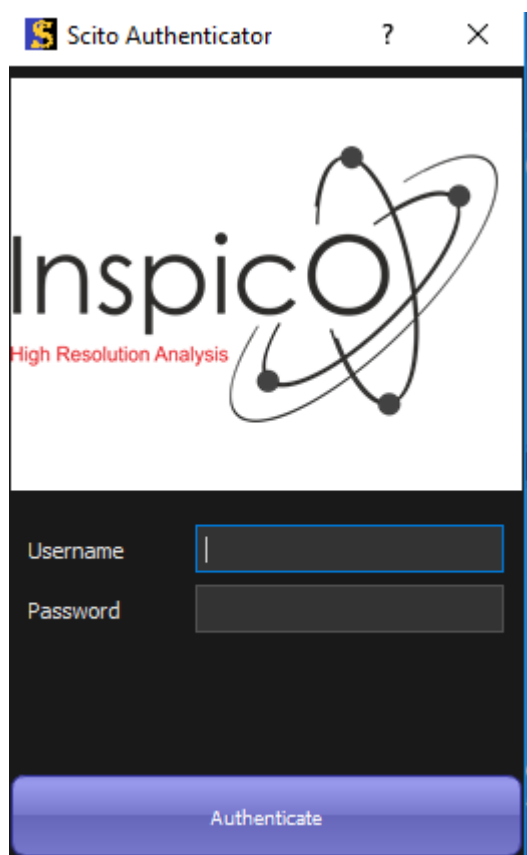 Scito Authenticator
InspicO
High Resolution Analysis
Username
Password
Authenticate